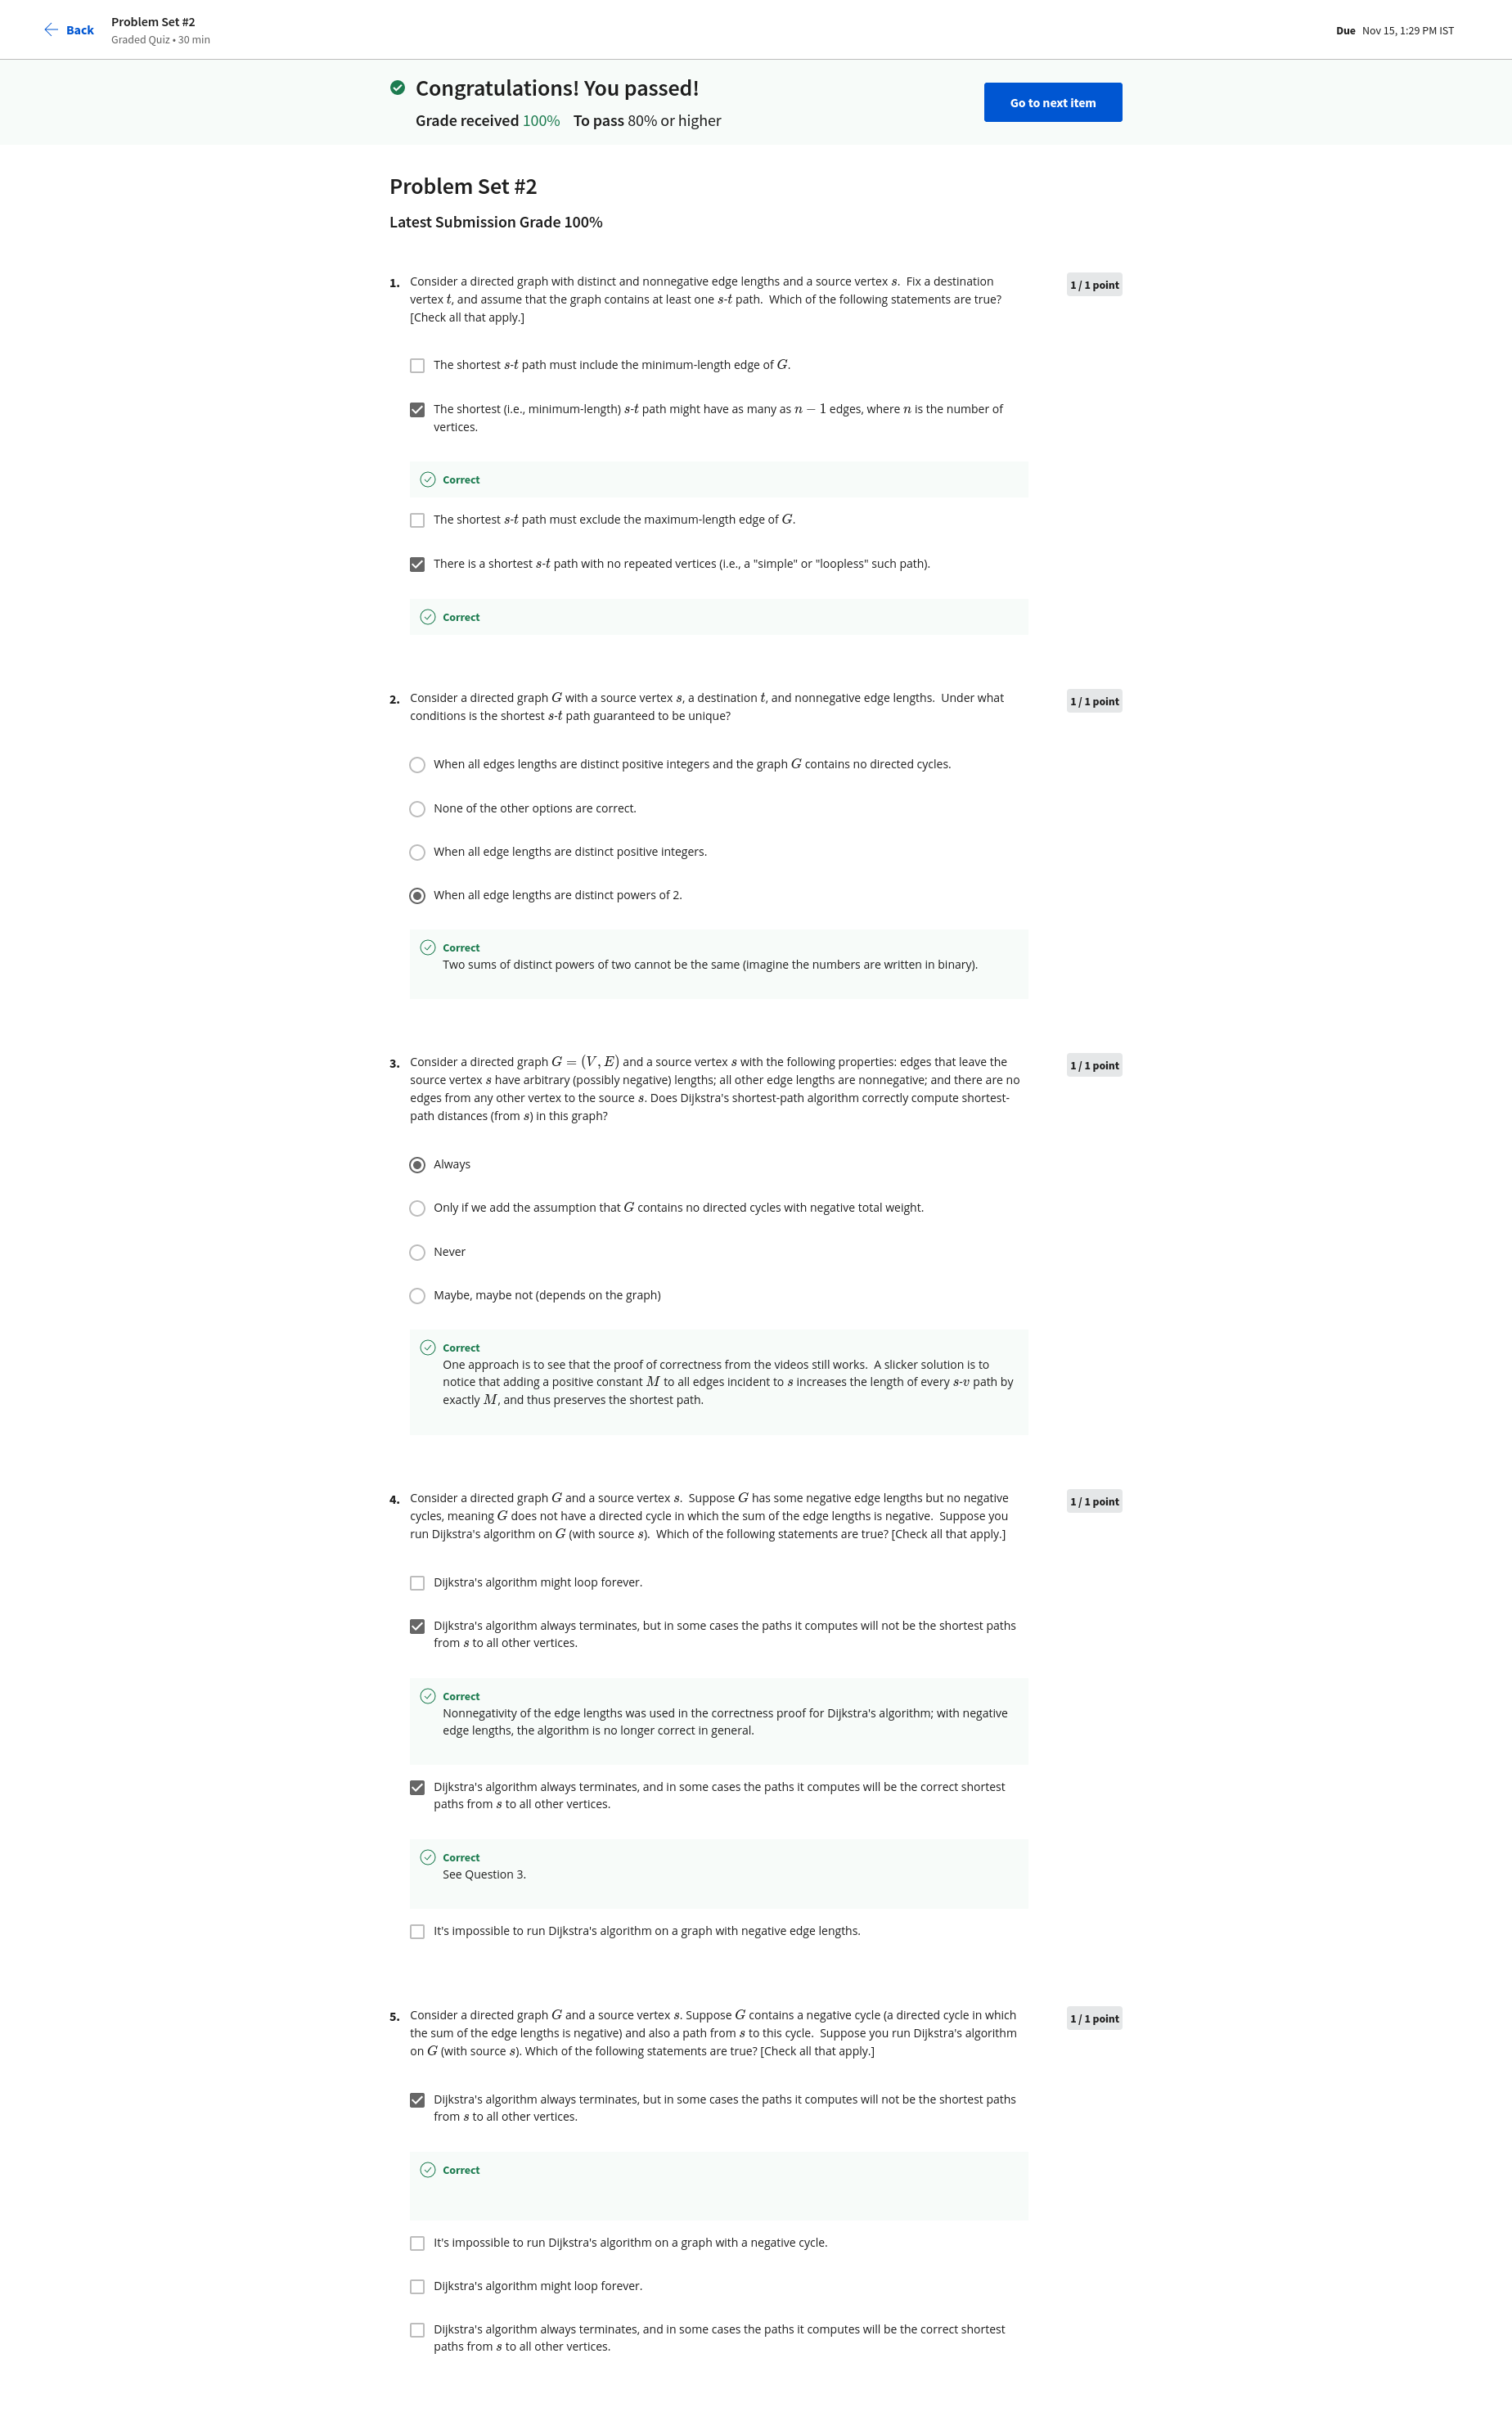 Back
Problem Set #2
Graded Quiz • 30 min
Due Nov 15, 1:29 PM IST
Congratulations! You passed!
Grade received 100% To pass 80% or higher
Go to next item
Problem Set #2
Latest Submission Grade 100%
1. Consider a directed graph with distinct and nonnegative edge lengths and a source vertex s. Fix a destination
vertex t, and assume that the graph contains at least one s-t path. Which of the following statements are true?
[Check all that apply.]
1 / 1 point
The shortest s-t path must include the minimum-length edge of G.
The shortest (i.e., minimum-length) s-t path might have as many as n − 1 edges, where n is the number of
vertices.
Correct
The shortest s-t path must exclude the maximum-length edge of G.
There is a shortest s-t path with no repeated vertices (i.e., a "simple" or "loopless" such path).
Correct
2. Consider a directed graph G with a source vertex s, a destination t, and nonnegative edge lengths. Under what
conditions is the shortest s-t path guaranteed to be unique?
1 / 1 point
When all edges lengths are distinct positive integers and the graph G contains no directed cycles.
None of the other options are correct.
When all edge lengths are distinct positive integers.
When all edge lengths are distinct powers of 2.
Correct
Two sums of distinct powers of two cannot be the same (imagine the numbers are written in binary).
3. Consider a directed graph G = (V, E) and a source vertex s with the following properties: edges that leave the
source vertex s have arbitrary (possibly negative) lengths; all other edge lengths are nonnegative; and there are no
edges from any other vertex to the source s. Does Dijkstra's shortest-path algorithm correctly compute shortest-
path distances (from s) in this graph?
1 / 1 point
Always
Only if we add the assumption that G contains no directed cycles with negative total weight.
Never
Maybe, maybe not (depends on the graph)
Correct
One approach is to see that the proof of correctness from the videos still works. A slicker solution is to
notice that adding a positive constant M to all edges incident to s increases the length of every s-v path by
exactly M, and thus preserves the shortest path.
4. Consider a directed graph G and a source vertex s. Suppose G has some negative edge lengths but no negative
cycles, meaning G does not have a directed cycle in which the sum of the edge lengths is negative. Suppose you
run Dijkstra's algorithm on G (with source s). Which of the following statements are true? [Check all that apply.]
1 / 1 point
Dijkstra's algorithm might loop forever.
Dijkstra's algorithm always terminates, but in some cases the paths it computes will not be the shortest paths
from s to all other vertices.
Correct
Nonnegativity of the edge lengths was used in the correctness proof for Dijkstra's algorithm; with negative
edge lengths, the algorithm is no longer correct in general.
Dijkstra's algorithm always terminates, and in some cases the paths it computes will be the correct shortest
paths from s to all other vertices.
Correct
See Question 3.
It's impossible to run Dijkstra's algorithm on a graph with negative edge lengths.
5. Consider a directed graph G and a source vertex s. Suppose G contains a negative cycle (a directed cycle in which
the sum of the edge lengths is negative) and also a path from s to this cycle. Suppose you run Dijkstra's algorithm
on G (with source s). Which of the following statements are true? [Check all that apply.]
1 / 1 point
Dijkstra's algorithm always terminates, but in some cases the paths it computes will not be the shortest paths
from s to all other vertices.
Correct
It's impossible to run Dijkstra's algorithm on a graph with a negative cycle.
Dijkstra's algorithm might loop forever.
Dijkstra's algorithm always terminates, and in some cases the paths it computes will be the correct shortest
paths from s to all other vertices.